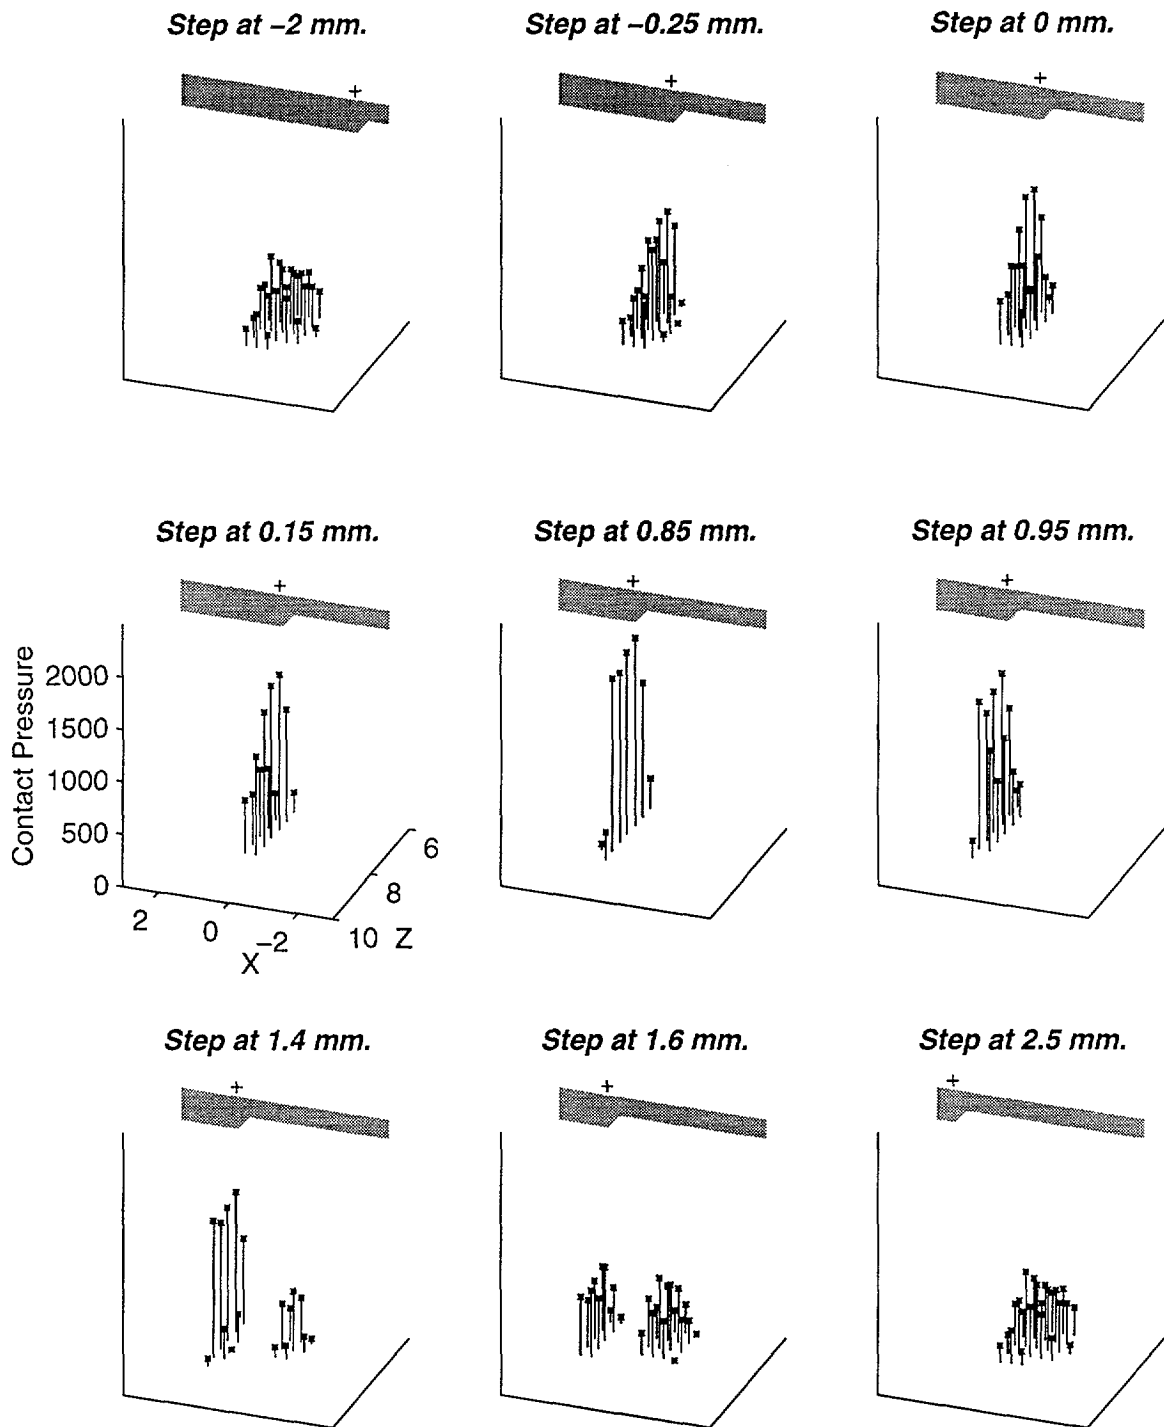 Step at −2 mm.
Step at −0.25 mm.
Step at 0 mm.
Step at 0.15 mm.
Step at 0.85 mm.
Step at 0.95 mm.
Contact Pressure
2000
1500
1000
500
0
2
0
−2
X
10
8
6
Z
Step at 1.4 mm.
Step at 1.6 mm.
Step at 2.5 mm.